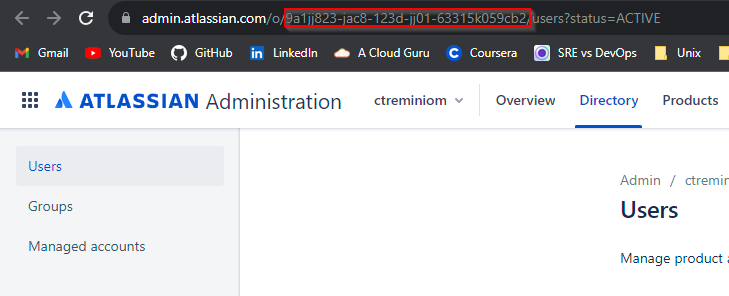 admin.atlassian.com/o/9a1jj823-jac8-123d-jj01-63315k059cb2/users?status=ACTIVE
Gmail YouTube GitHub LinkedIn A Cloud Guru Coursera SRE vs DevOps Unix
ATLASSIAN Administration ctreminiom Overview Directory Products
Users
Groups
Managed accounts
Admin / ctremin
Users
Manage product a